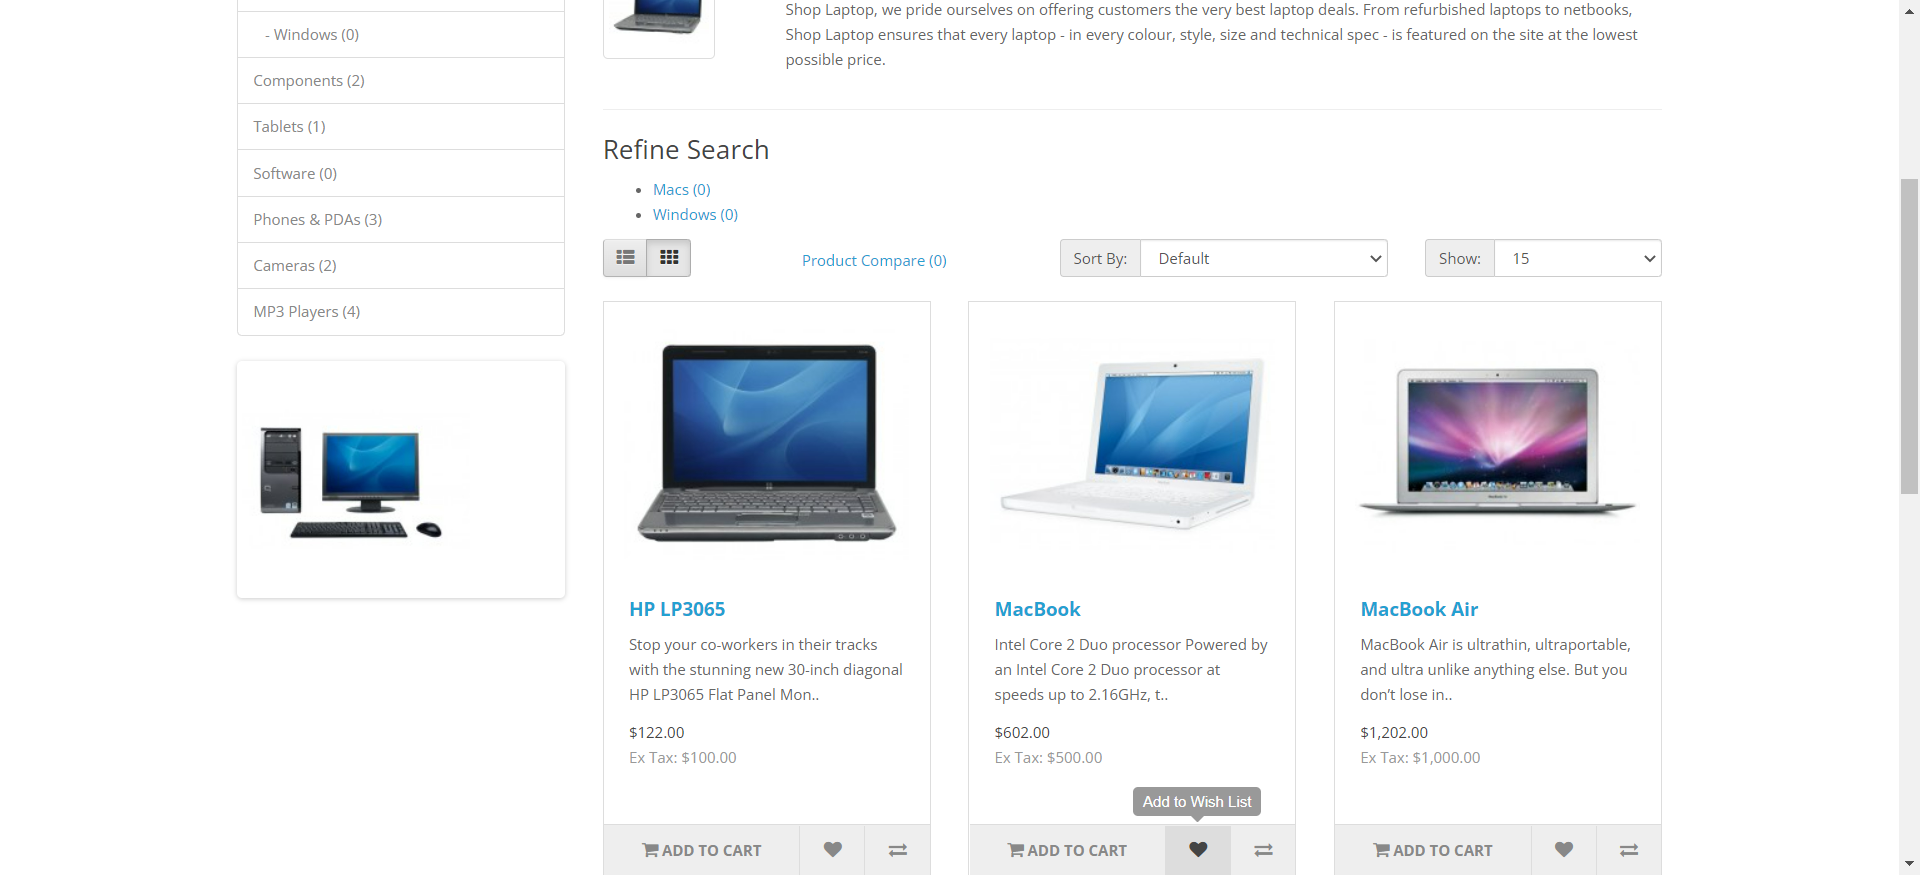 - Windows (0)
Components (2)
Tablets (1)
Software (0)
Phones & PDAs (3)
Cameras (2)
MP3 Players (4)
Shop Laptop, we pride ourselves on offering customers the very best laptop deals. From refurbished laptops to netbooks,
Shop Laptop ensures that every laptop - in every colour, style, size and technical spec - is featured on the site at the lowest
possible price.
Refine Search
Macs (0)
Windows (0)
Product Compare (0)
Sort By:
Default
Show:
15
HP LP3065
Stop your co-workers in their tracks
with the stunning new 30-inch diagonal
HP LP3065 Flat Panel Mon..
$122.00
Ex Tax: $100.00
ADD TO CART
MacBook
Intel Core 2 Duo processor Powered by
an Intel Core 2 Duo processor at
speeds up to 2.16GHz, t..
$602.00
Ex Tax: $500.00
Add to Wish List
ADD TO CART
MacBook Air
MacBook Air is ultrathin, ultraportable,
and ultra unlike anything else. But you
don’t lose in..
$1,202.00
Ex Tax: $1,000.00
ADD TO CART